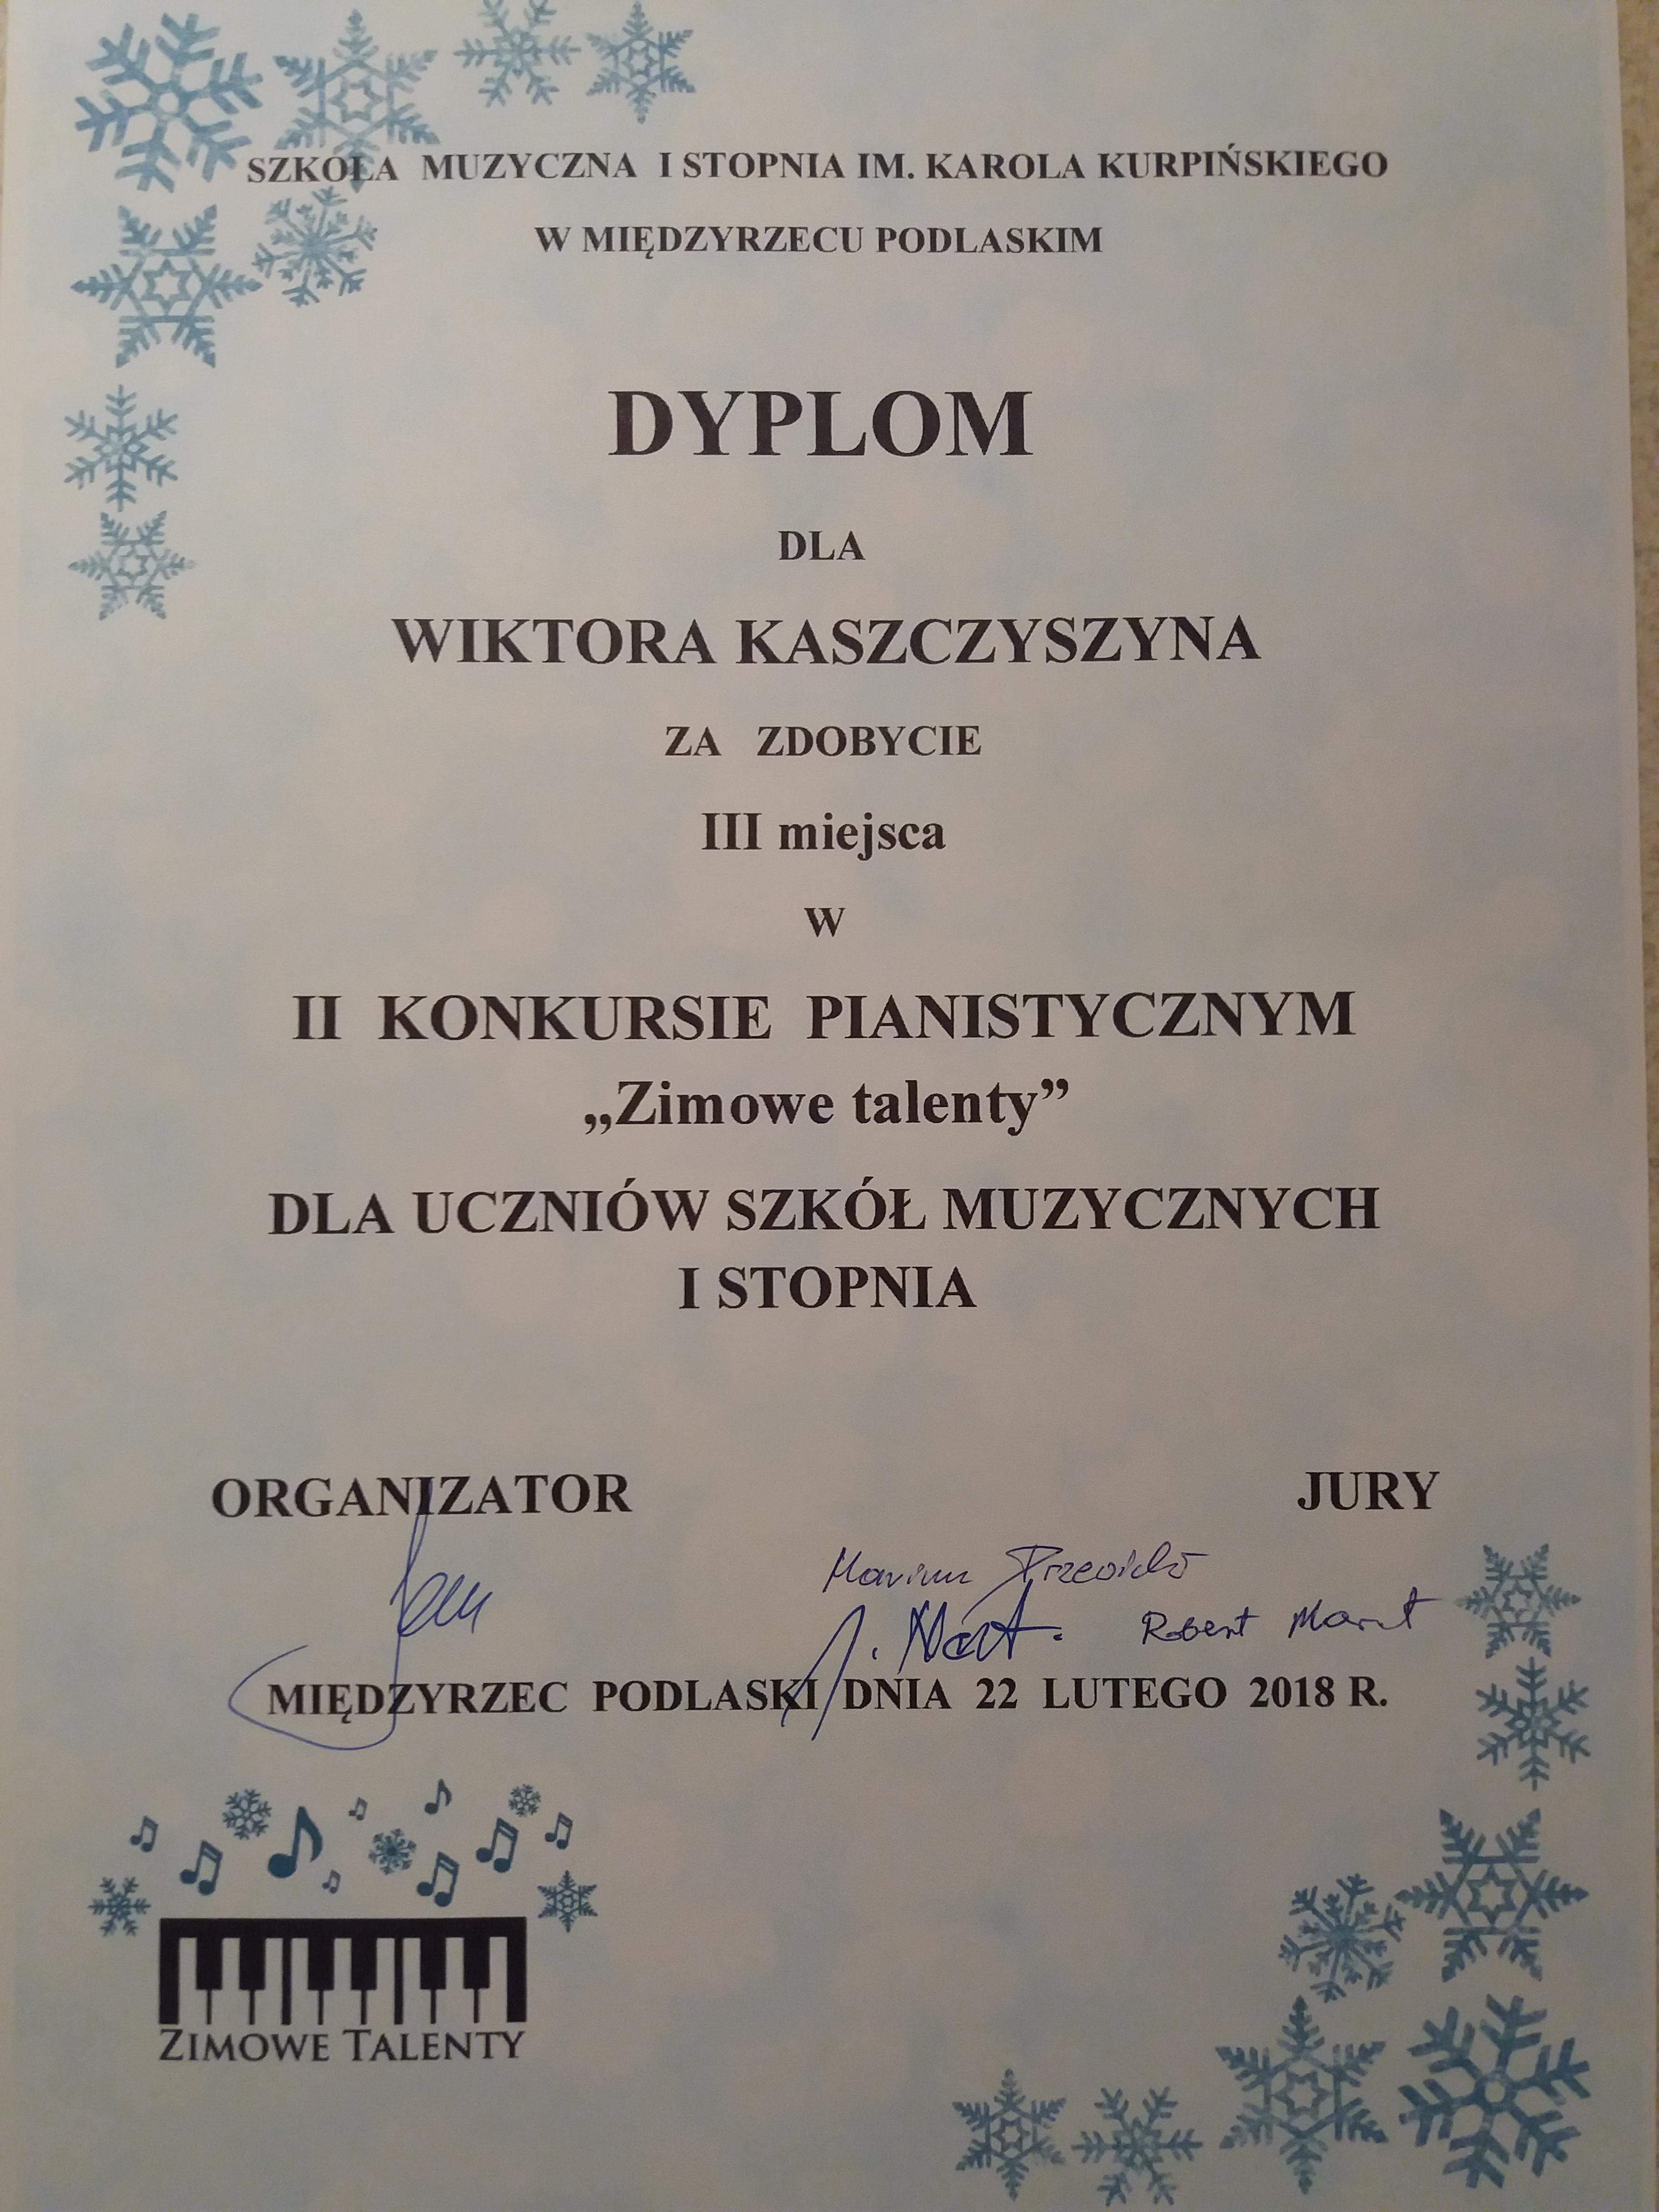 SZKOŁA MUZYCZNA I STOPNIA IM. KAROLA KURPIŃSKIEGO
W MIĘDZYRZECU PODLASKIM
DYPLOM
DLA
WIKTORA KASZCZYSZYNA
ZA ZDOBYCIE
III miejsca
W
II KONKURSIE PIANISTYCZNYM
„Zimowe talenty”
DLA UCZNIÓW SZKÓŁ MUZYCZNYCH
I STOPNIA
ORGANIZATOR JURY
Robert
MIĘDZYRZEC PODLASKI DNIA 22 LUTEGO 2018 R.
ZIMOWE TALENTY